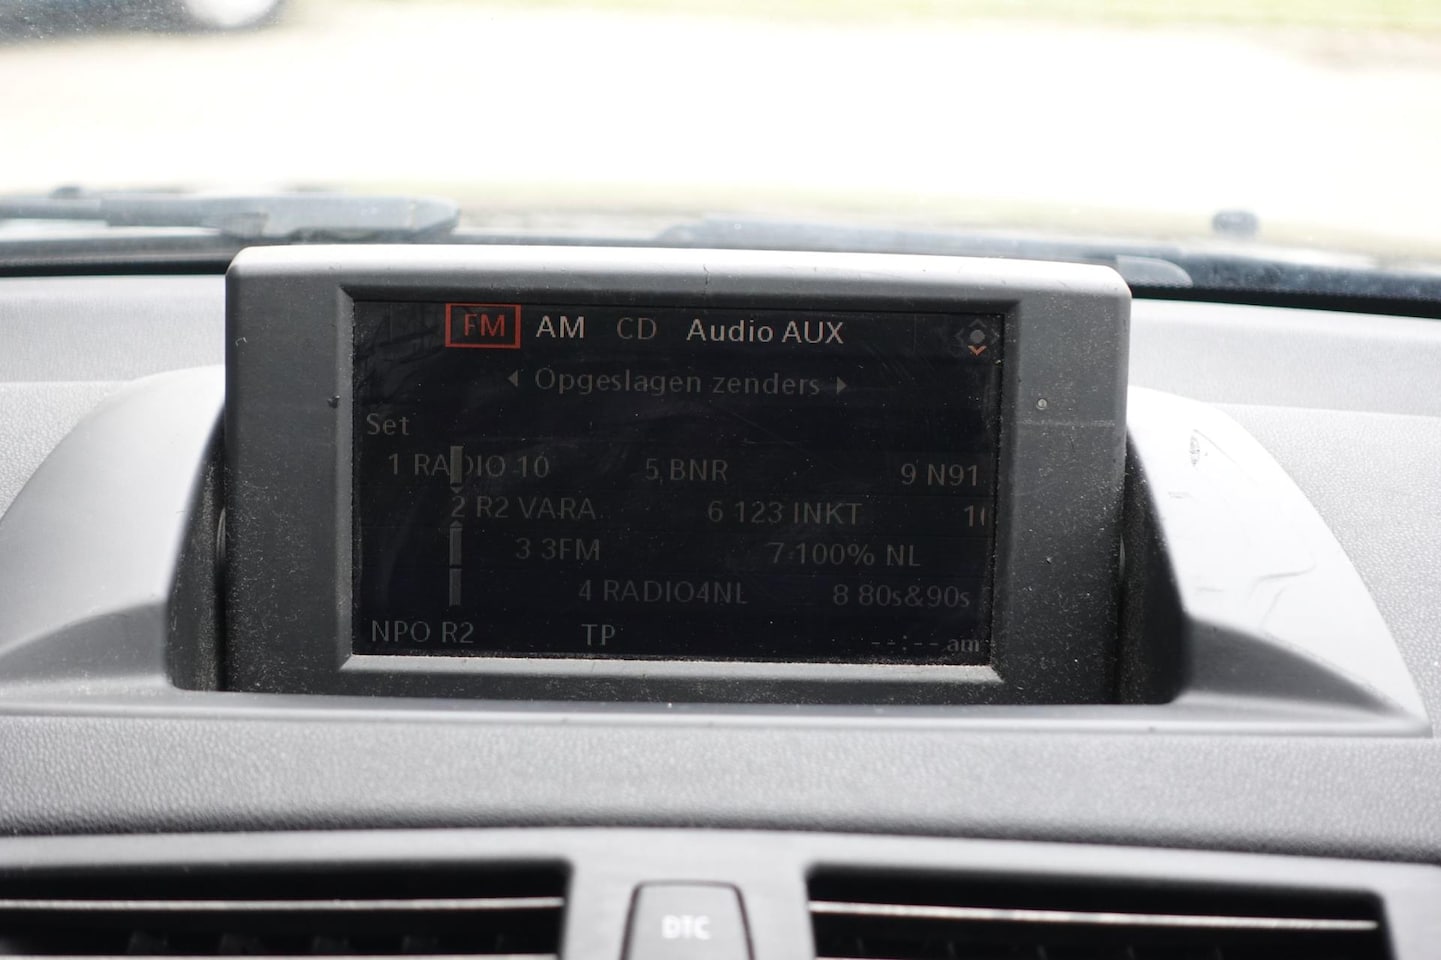 FM AM CD Audio AUX
Opgeslagen zenders
Set
1 RADIO 10 5 BNR 9 N91
2 R2 VARA 6 123 INKT
3 3FM 7 100% NL
4 RADIO4NL 8 80s&90s
NPO R2 TP --:-- am
DTC